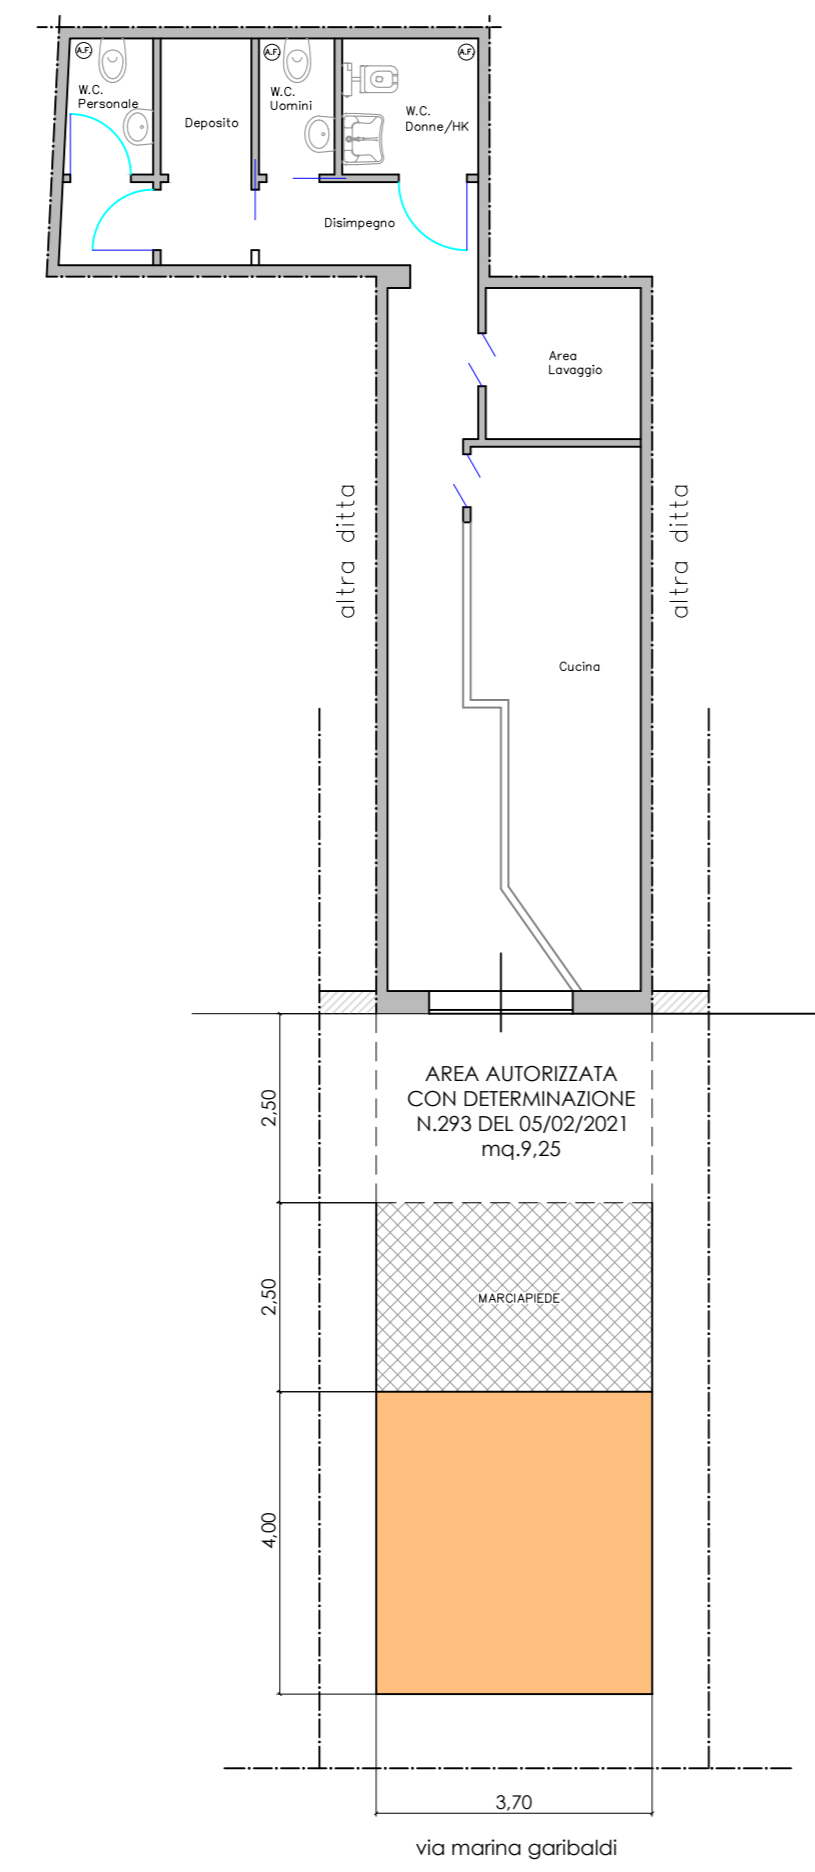 A.F.
A.F.
A.F.
W.C.
Personale
Deposito
W.C.
Uomini
W.C.
Donne/HK
Disimpegno
Area
Lavaggio
altra ditta
altra ditta
Cucina
AREA AUTORIZZATA
CON DETERMINAZIONE
N.293 DEL 05/02/2021
mq.9,25
2,50
2,50
MARCIAPIEDE
4,00
3,70
via marina garibaldi